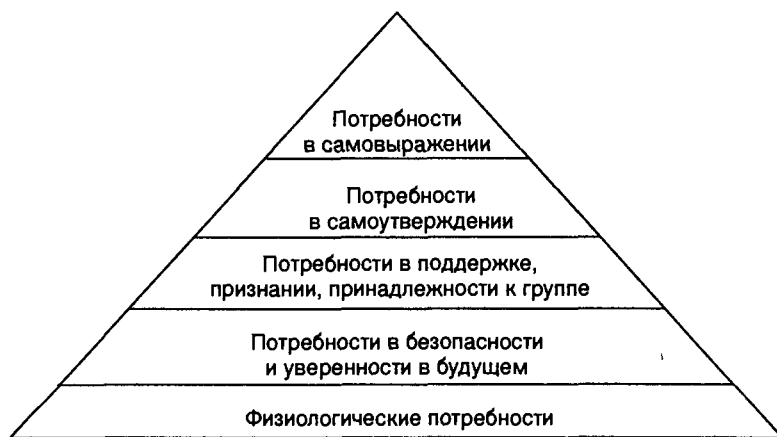 Потребности
в самовыражении
Потребности
в самоутверждении
Потребности в поддержке,
признании, принадлежности к группе
Потребности в безопасности
и уверенности в будущем
Физиологические потребности